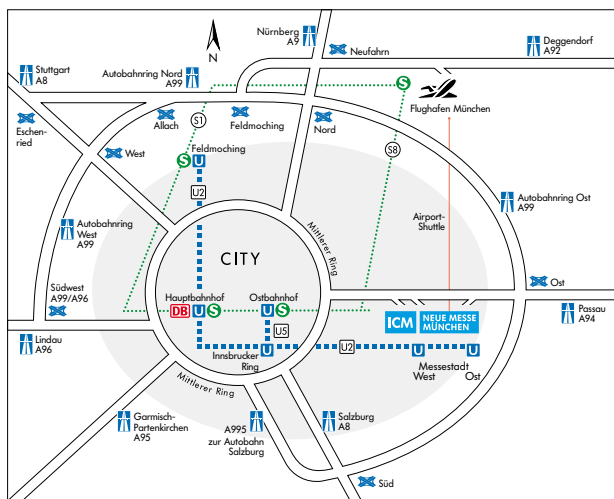 Nürnberg
A9
N
Neufahrn
Deggendorf
A92
Stuttgart
A8
Autobahnring Nord
A99
S
Flughafen München
Eschen-
ried
Allach
S1
Feldmoching
Nord
West
S
Feldmoching
U
S8
U2
Autobahnring Ost
A99
Autobahnring
West
A99
Mittlerer Ring
Airport-
Shuttle
CITY
Südwest
A99/A96
Ost
Hauptbahnhof
DB
U
S
Ostbahnhof
U
S
ICM
NEUE MESSE
MÜNCHEN
Passau
A94
U5
Lindau
A96
Innsbrucker
Ring
U
U2
U
U
Messestadt
West
Ost
Mittlerer Ring
Garmisch-
Partenkirchen
A95
A995
zur Autobahn
Salzburg
Salzburg
A8
Süd